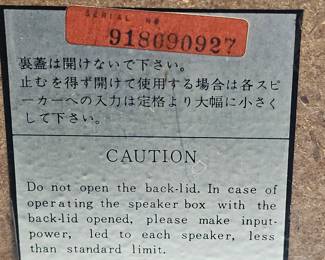 SERIAL NO
918690927
裏蓋は開けないで下さい。
止むを得ず開けて使用する場合は各スピ
ーカーへの入力は定格より大幅に小さく
して下さい。
CAUTION
Do not open the back-lid. In case of
operating the speaker box with the
back-lid opened, please make input-
power, led to each speaker, less
than standard limit.